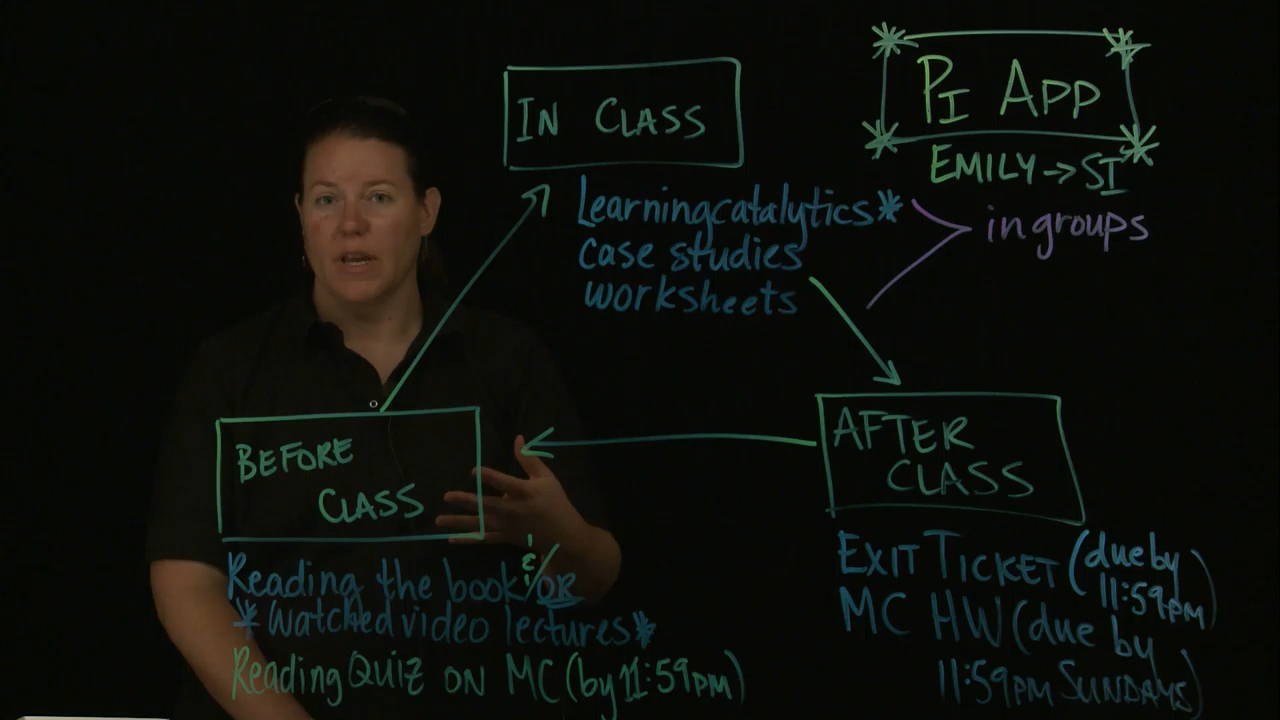 IN CLASS
Learningcatalytics*
case studies
worksheets
PI APP
EMILY → SI
in groups
BEFORE
CLASS
Reading the book &/OR
*Watched video lectures*
Reading Quiz on MC (by 11:59pm)
AFTER
CLASS
EXIT TICKET (due by
11:59pm)
MC HW (due by
11:59pm SUNDAYS)